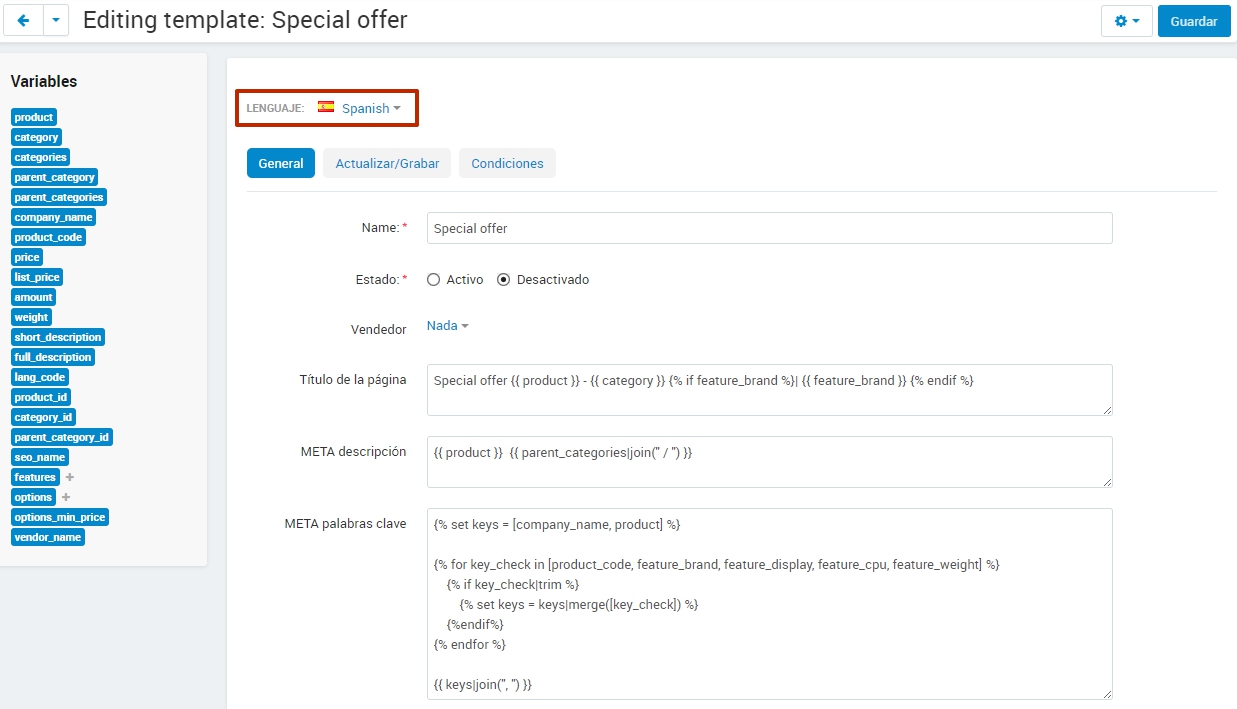 Editing template: Special offer
Guardar
Variables
product
category
categories
parent_category
parent_categories
company_name
product_code
price
list_price
amount
weight
short_description
full_description
lang_code
product_id
category_id
parent_category_id
seo_name
features +
options +
options_min_price
vendor_name
LENGUAJE: Spanish
General Actualizar/Grabar Condiciones
Name: * Special offer
Estado: * Activo Desactivado
Vendedor Nada
Título de la página Special offer {{ product }} - {{ category }} {% if feature_brand %}| {{ feature_brand }} {% endif %}
META descripción {{ product }}  {{ parent_categories|join(" / ") }}
META palabras clave {% set keys = [company_name, product] %}
{% for key_check in [product_code, feature_brand, feature_display, feature_cpu, feature_weight] %}
{% if key_check|trim %}
{% set keys = keys|merge([key_check]) %}
{%endif%}
{% endfor %}
{{ keys|join(", ") }}